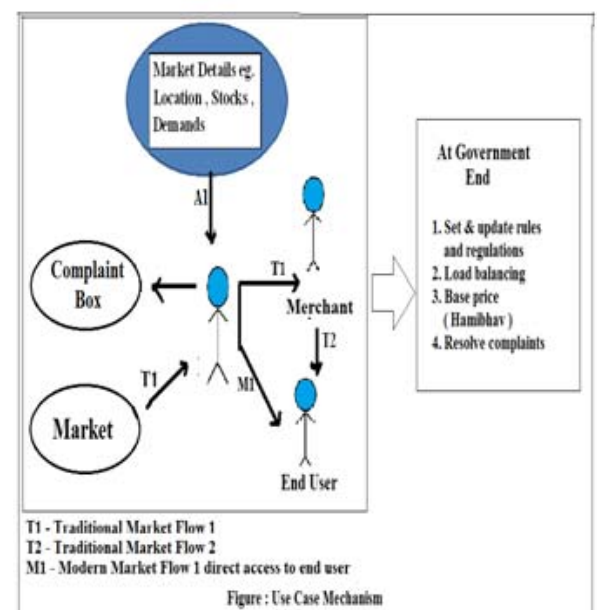 Market Details eg.
Location , Stocks ,
Demands
A1
Complaint
Box
T1
Merchant
T2
T1
M1
Market
End User
At Government
End
1. Set & update rules
and regulations
2. Load balancing
3. Base price
( Hamibhav )
4. Resolve complaints
T1 - Traditional Market Flow 1
T2 - Traditional Market Flow 2
M1 - Modern Market Flow 1 direct access to end user
Figure : Use Case Mechanism